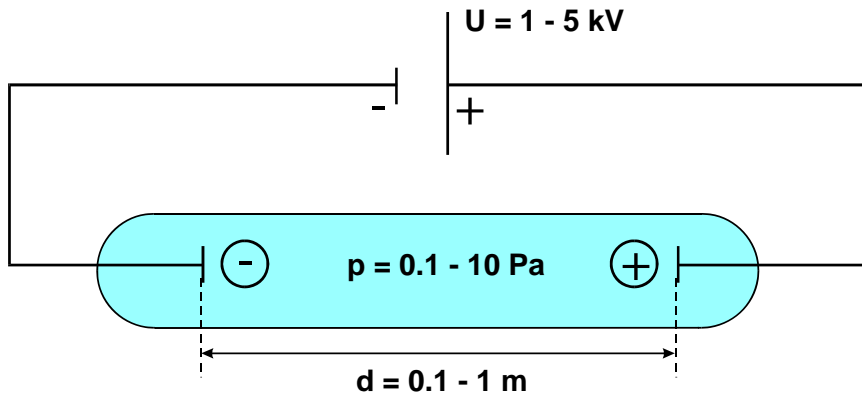 U = 1 - 5 kV
- +
- p = 0.1 - 10 Pa +
d = 0.1 - 1 m